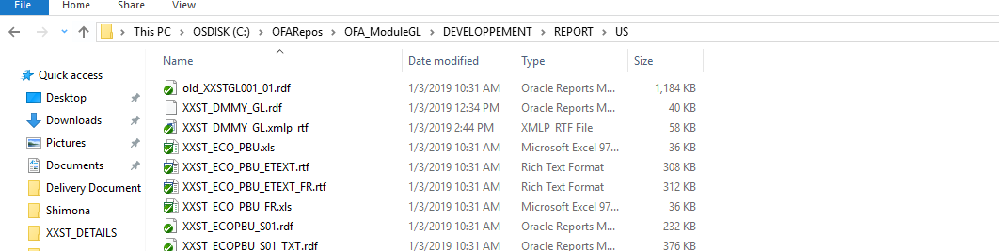 File Home Share View
This PC > OSDISK (C:) > OFARepos > OFA_ModuleGL > DEVELOPPEMENT > REPORT > US
Name Date modified Type Size
Quick access
Desktop
Downloads
Pictures
Documents
Delivery Document
Shimona
XXST_DETAILS
old_XXSTGL001_01.rdf 1/3/2019 10:31 AM Oracle Reports M... 1,184 KB
XXST_DMMY_GL.rdf 1/3/2019 12:34 PM Oracle Reports M... 40 KB
XXST_DMMY_GL.xmlp_rtf 1/3/2019 2:44 PM XMLP_RTF File 58 KB
XXST_ECO_PBU.xls 1/3/2019 10:31 AM Microsoft Excel 97... 36 KB
XXST_ECO_PBU_ETEXT.rtf 1/3/2019 10:31 AM Rich Text Format 308 KB
XXST_ECO_PBU_ETEXT_FR.rtf 1/3/2019 10:31 AM Rich Text Format 312 KB
XXST_ECO_PBU_FR.xls 1/3/2019 10:31 AM Microsoft Excel 97... 36 KB
XXST_ECOPBU_S01.rdf 1/3/2019 10:31 AM Oracle Reports M... 232 KB
XXST_ECOPBU_S01_TXT.rdf 1/3/2019 10:31 AM Oracle Reports M... 376 KB